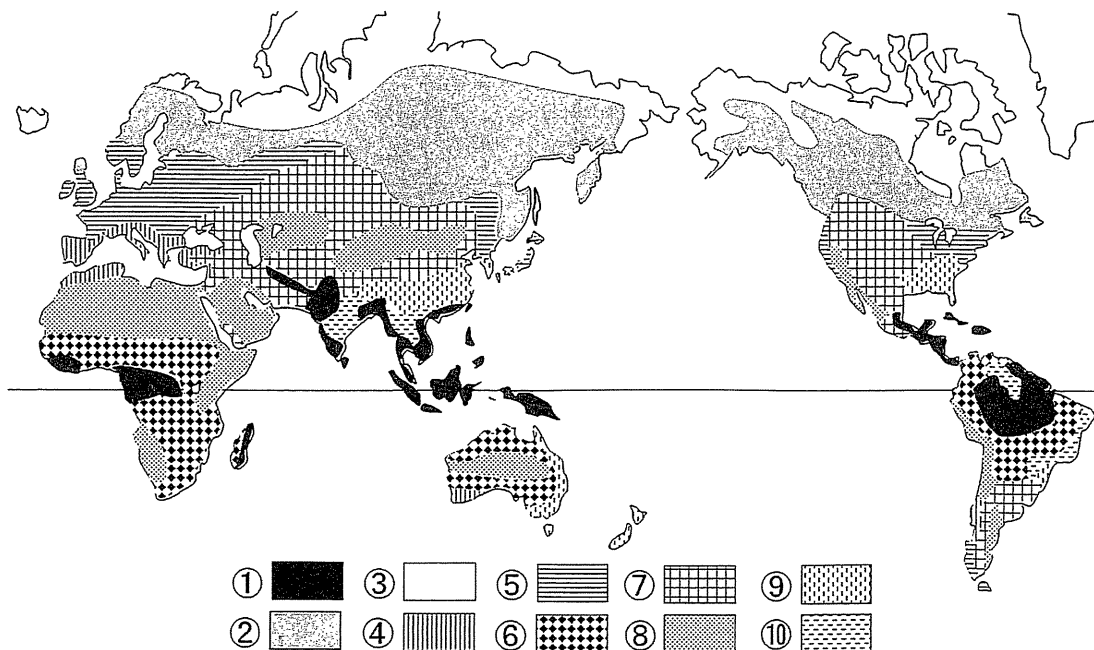 ① ③ ⑤ ⑦ ⑨
② ④ ⑥ ⑧ ⑩